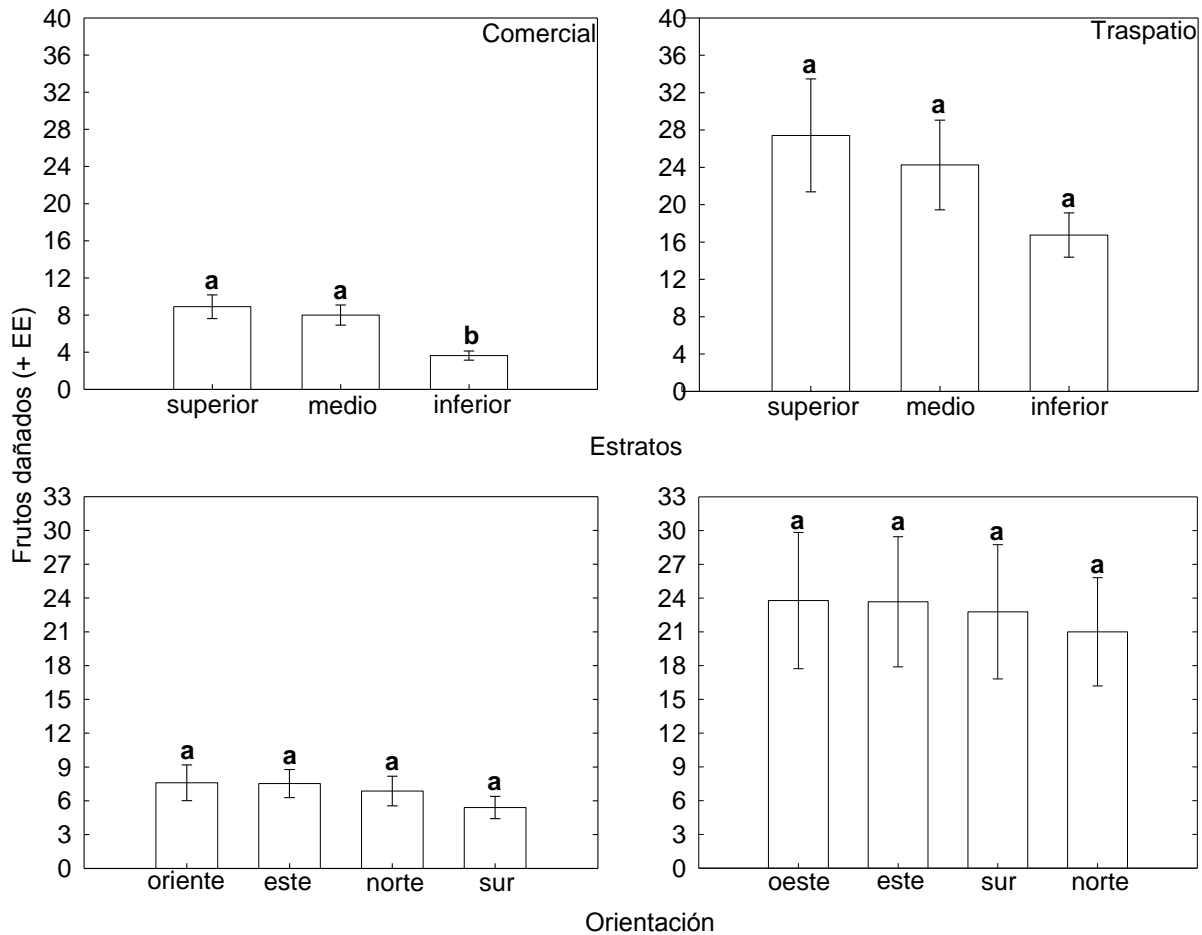 Frutos dañados (+ EE)
Comercial
40
36
32
28
24
20
16
12
8
4
0
a
a
b
superior medio inferior
Traspatio
40
36
32
28
24
20
16
12
8
4
0
a
a
a
superior medio inferior
Estratos
33
30
27
24
21
18
15
12
9
6
3
0
a
a
a
a
oriente este norte sur
33
30
27
24
21
18
15
12
9
6
3
0
a
a
a
a
oeste este sur norte
Orientación